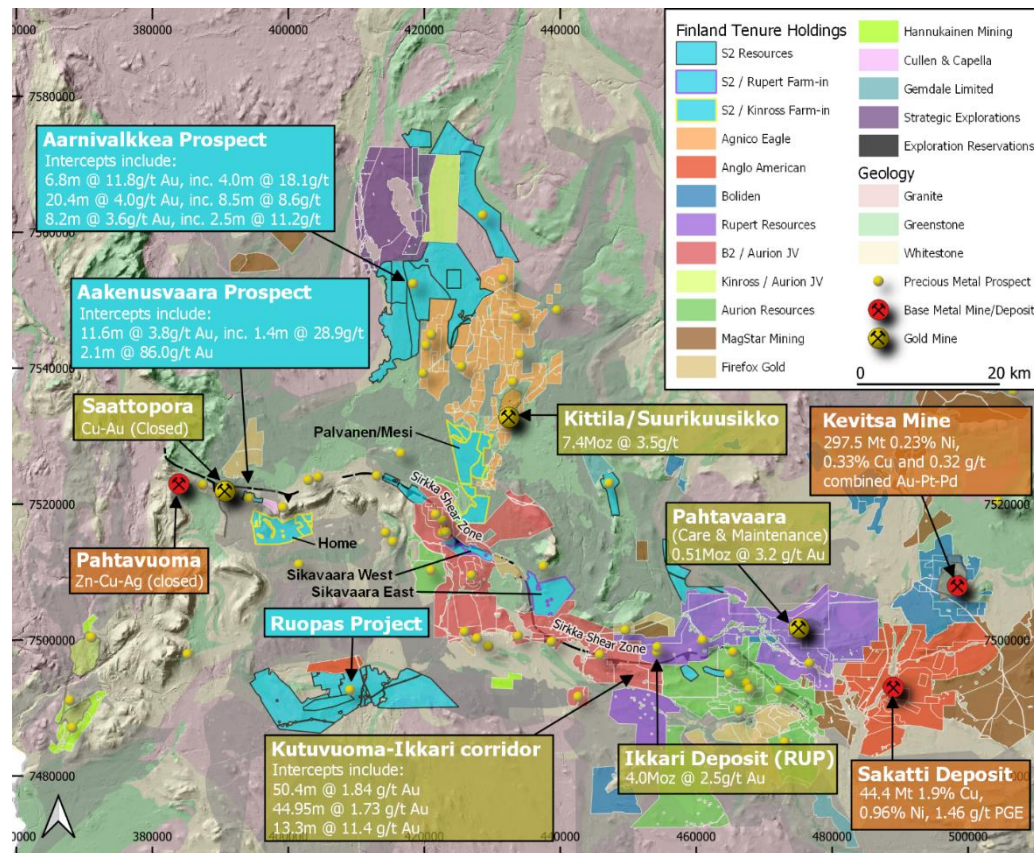 380000
400000
420000
440000
7580000
7560000
7540000
7520000
7500000
7480000
Aarnivalkkea Prospect
Intercepts include:
6.8m @ 11.8g/t Au, inc. 4.0m @ 18.1g/t
20.4m @ 4.0g/t Au, inc. 8.5m @ 8.6g/t
8.2m @ 3.6g/t Au, inc. 2.5m @ 11.2g/t
Aakenusvaara Prospect
Intercepts include:
11.6m @ 3.8g/t Au, inc. 1.4m @ 28.9g/t
2.1m @ 86.0g/t Au
Saattopora
Cu-Au (Closed)
Pahtavuoma
Zn-Cu-Ag (closed)
Palvanen/Mesi
Home
Sirkka Shear Zone
Sikavaara West
Sikavaara East
Sirkka Shear Zone
Ruopas Project
Kutuvuoma-Ikkari corridor
Intercepts include:
50.4m @ 1.84 g/t Au
44.95m @ 1.73 g/t Au
13.3m @ 11.4 g/t Au
Kittila/Suurikuusikko
7.4Moz @ 3.5g/t
Kevitsa Mine
297.5 Mt 0.23% Ni,
0.33% Cu and 0.32 g/t
combined Au-Pt-Pd
Pahtavaara
(Care & Maintenance)
0.51Moz @ 3.2 g/t Au
Ikkari Deposit (RUP)
4.0Moz @ 2.5g/t Au
Sakatti Deposit
44.4 Mt 1.9% Cu,
0.96% Ni, 1.46 g/t PGE
Finland Tenure Holdings
S2 Resources
S2 / Rupert Farm-in
S2 / Kinross Farm-in
Agnico Eagle
Anglo American
Boliden
Rupert Resources
B2 / Aurion JV
Kinross / Aurion JV
Aurion Resources
MagStar Mining
Firefox Gold
Hannukainen Mining
Cullen & Capella
Gemdale Limited
Strategic Explorations
Exploration Reservations
Geology
Granite
Greenstone
Whitestone
Precious Metal Prospect
Base Metal Mine/Deposit
Gold Mine
0 20 km
7520000
7500000
380000
400000
420000
440000
460000
480000
500000